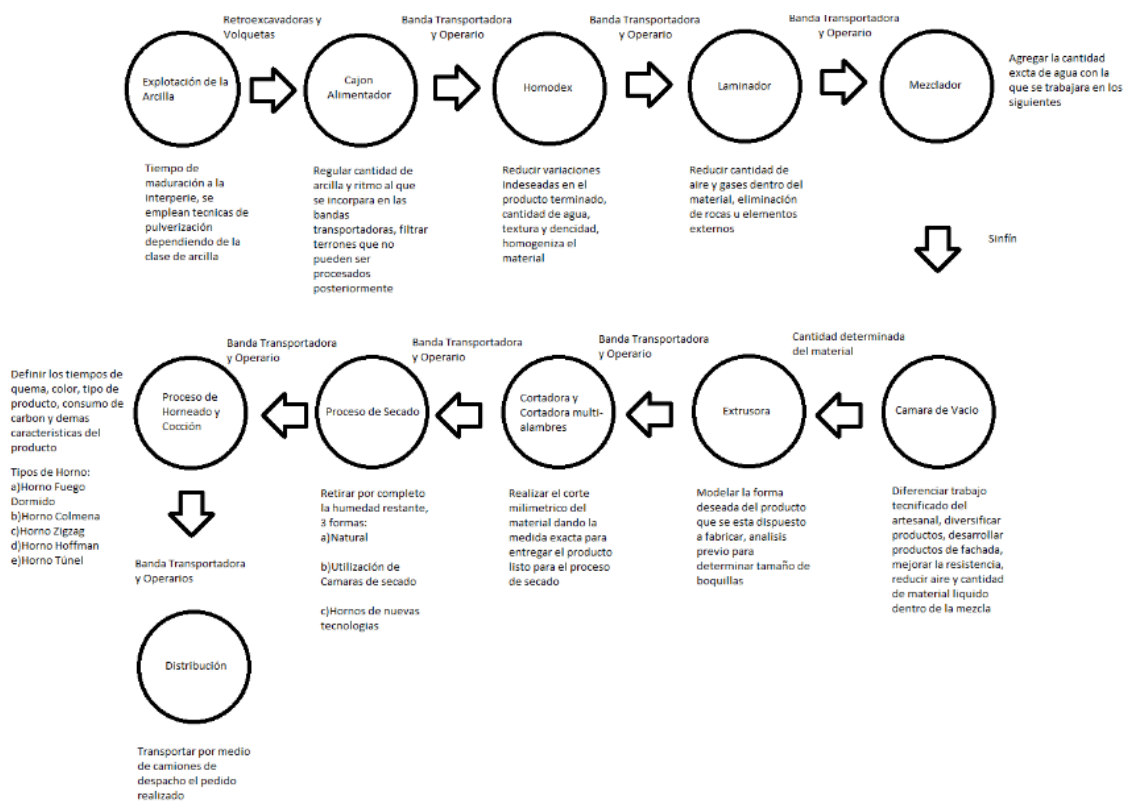 Retroexcavadoras y
Volquetas
Banda Transportadora
y Operario
Banda Transportadora
y Operario
Banda Transportadora
y Operario
Explotación de la
Arcilla
Cajon
Alimentador
Homodex
Laminador
Mezclador
Agregar la cantidad
excta de agua con la
que se trabajara en los
siguientes
Tiempo de
maduración a la
interperie, se
emplean tecnicas de
pulverización
dependiendo de la
clase de arcilla
Regular cantidad de
arcilla y ritmo al que
se incorpara en las
bandas
transportadoras, filtrar
terrones que no
pueden ser
procesados
posteriormente
Reducir variaciones
indeseadas en el
producto terminado,
cantidad de agua,
textura y dencidad,
homogeniza el
material
Reducir cantidad de
aire y gases dentro del
material, eliminación
de rocas u elementos
externos
Sinfín
Cantidad determinada
del material
Banda Transportadora
y Operario
Banda Transportadora
y Operario
Banda Transportadora
y Operario
Camara de Vacio
Extrusora
Cortadora y
Cortadora multi-
alambres
Proceso de Secado
Proceso de
Horneado y
Cocción
Diferenciar trabajo
tecnificado del
artesanal, diversificar
productos, desarrollar
productos de fachada,
mejorar la resistencia,
reducir aire y cantidad
de material liquido
dentro de la mezcla
Modelar la forma
deseada del producto
que se esta dispuesto
a fabricar, analisis
previo para
determinar tamaño de
boquillas
Realizar el corte
milimetrico del
material dando la
medida exacta para
entregar el producto
listo para el proceso
de secado
Retirar por completo
la humedad restante,
3 formas:
a)Natural
b)Utilización de
Camaras de secado
c)Hornos de nuevas
tecnologias
Definir los tiempos de
quema, color, tipo de
producto, consumo de
carbon y demas
características del
producto
Tipos de Horno:
a)Horno Fuego
Dormido
b)Horno Colmena
c)Horno Zigzag
d)Horno Hoffman
e)Horno Túnel
Banda Transportadora
y Operarios
Distribución
Transportar por medio
de camiones de
despacho el pedido
realizado